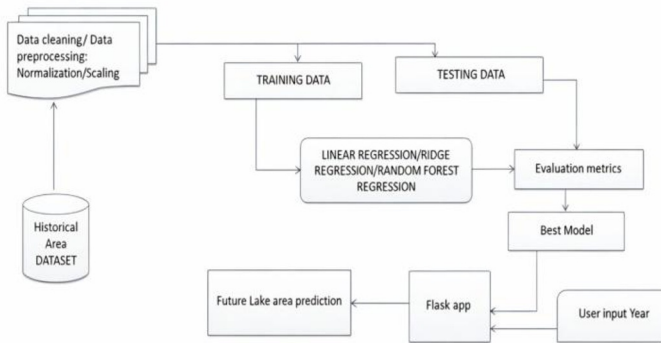 Data cleaning/ Data
preprocessing:
Normalization/Scaling
TRAINING DATA
TESTING DATA
LINEAR REGRESSION/RIDGE
REGRESSION/RANDOM FOREST
REGRESSION
Evaluation metrics
Historical
Area
DATASET
Best Model
Future Lake area prediction
Flask app
User input Year